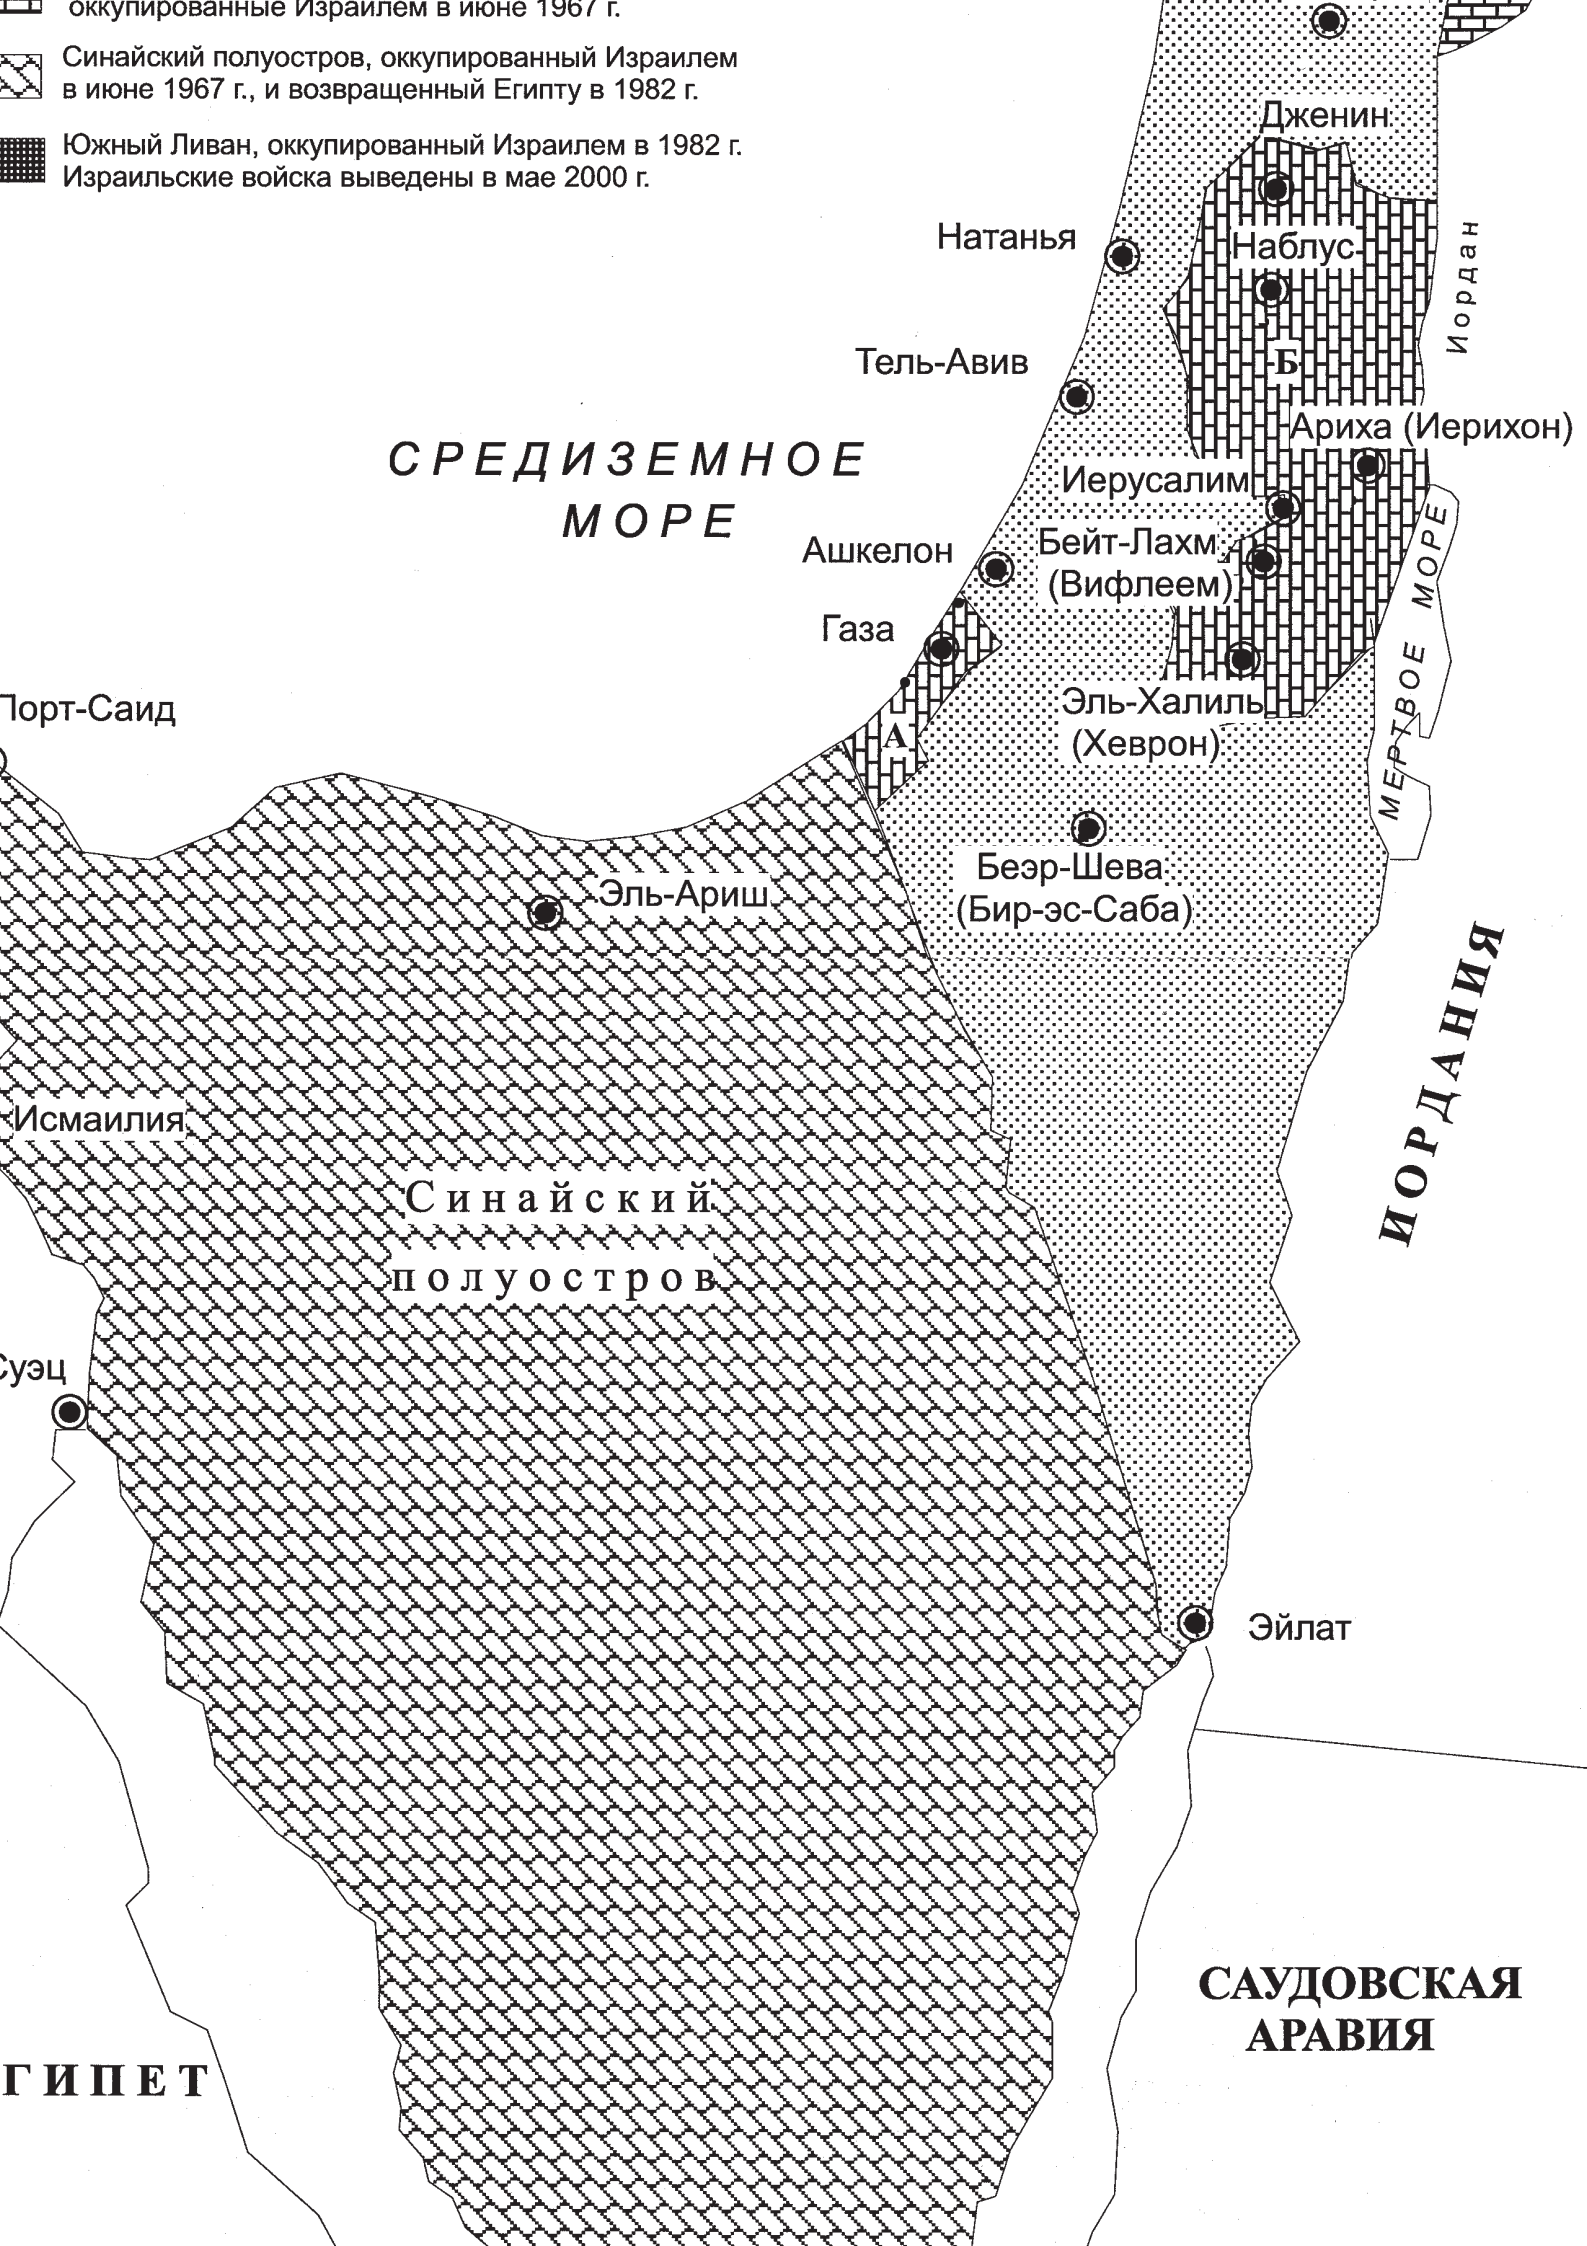 оккупированные Израилем в июне 1967 г.
Синайский полуостров, оккупированный Израилем
в июне 1967 г., и возвращенный Египту в 1982 г.
Южный Ливан, оккупированный Израилем в 1982 г.
Израильские войска выведены в мае 2000 г.
Дженин
Натанья
Наблус
Иордан
Тель-Авив
Б
Ариха (Иерихон)
СРЕДИЗЕМНОЕ
МОРЕ
Иерусалим
Ашкелон
Бейт-Лахм
(Вифлеем)
МЕРТВОЕ МОРЕ
Газа
Эль-Халиль
(Хеврон)
А
Порт-Саид
Беэр-Шева
(Бир-эс-Саба)
Эль-Ариш
ИОРДАНИЯ
Исмаилия
Синайский
полуостров
Суэц
Эйлат
САУДОВСКАЯ
АРАВИЯ
ГИПЕТ